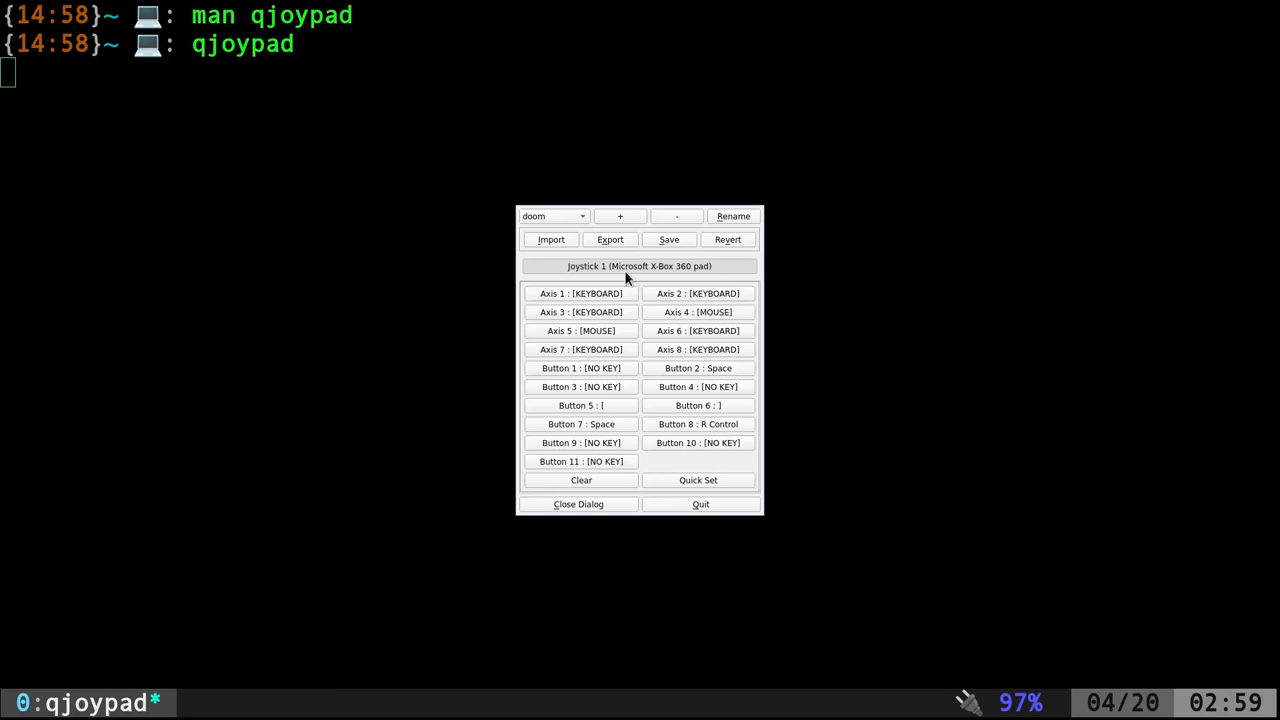 {14:58}~ 💻: man qjoypad
{14:58}~ 💻: qjoypad
doom + - Rename
Import Export Save Revert
Joystick 1 (Microsoft X-Box 360 pad)
Axis 1 : [KEYBOARD] Axis 2 : [KEYBOARD]
Axis 3 : [KEYBOARD] Axis 4 : [MOUSE]
Axis 5 : [MOUSE] Axis 6 : [KEYBOARD]
Axis 7 : [KEYBOARD] Axis 8 : [KEYBOARD]
Button 1 : [NO KEY] Button 2 : Space
Button 3 : [NO KEY] Button 4 : [NO KEY]
Button 5 : [ Button 6 : ]
Button 7 : Space Button 8 : R Control
Button 9 : [NO KEY] Button 10 : [NO KEY]
Button 11 : [NO KEY]
Clear Quick Set
Close Dialog Quit
0:qjoypad* 🔌 97% 04/20 02:59